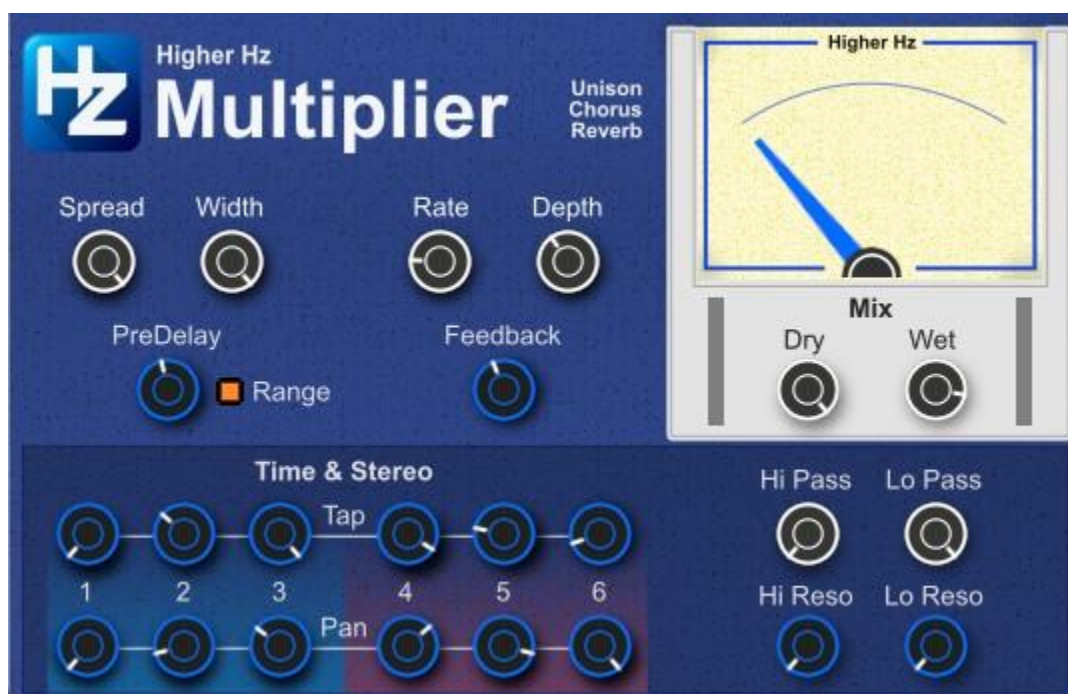 Hz
Higher Hz
Multiplier
Unison
Chorus
Reverb
Higher Hz
Spread Width Rate Depth
PreDelay Feedback
Range
Mix
Dry Wet
Time & Stereo
Tap
1 2 3 4 5 6
Pan
Hi Pass Lo Pass
Hi Reso Lo Reso